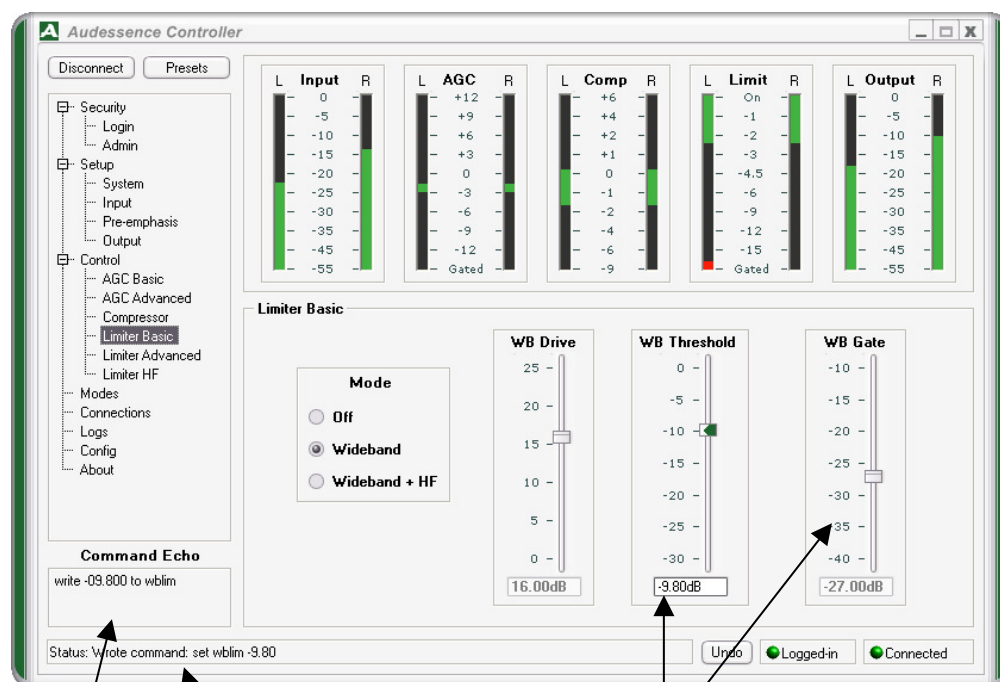 Audessence Controller
Disconnect Presets
Security
Login
Admin
Setup
System
Input
Pre-emphasis
Output
Control
AGC Basic
AGC Advanced
Compressor
Limiter Basic
Limiter Advanced
Limiter HF
Modes
Connections
Logs
Config
About
Command Echo
write -09.800 to wblim
L Input R
0
-5
-10
-15
-20
-25
-30
-35
-45
-55
L AGC R
+12
+9
+6
+3
0
-3
-6
-9
-12
Gated
L Comp R
+6
+4
+2
+1
0
-1
-2
-4
-6
-9
L Limit R
On
-1
-2
-3
-4.5
-6
-9
-12
-15
Gated
L Output R
0
-5
-10
-15
-20
-25
-30
-35
-45
-55
Limiter Basic
Mode
Off
Wideband
Wideband + HF
WB Drive
25
20
15
10
5
0
16.00dB
WB Threshold
0
-5
-10
-15
-20
-25
-30
-9.80dB
WB Gate
-10
-15
-20
-25
-30
-35
-40
-27.00dB
Status: Wrote command: set wblim -9.80
Undo Logged-in Connected